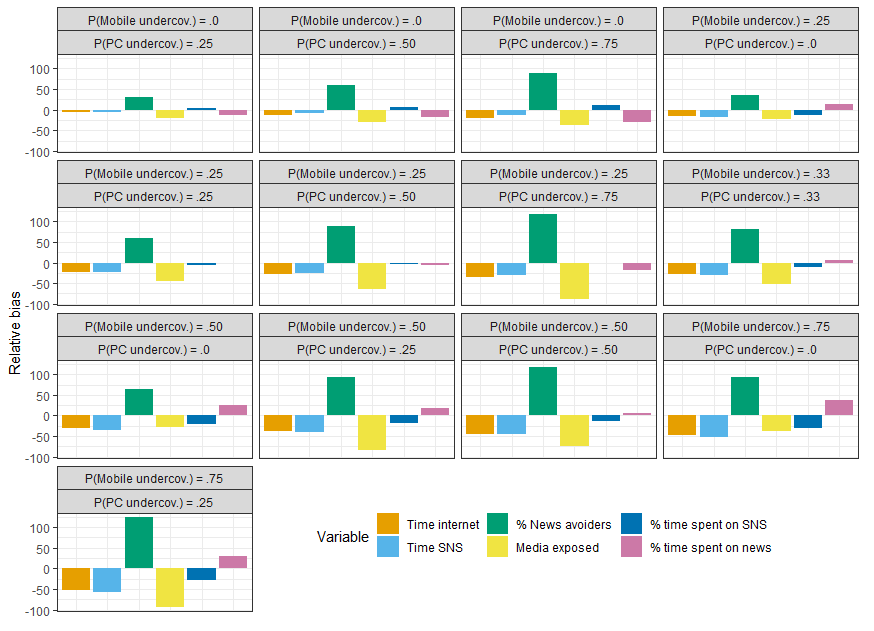 P(Mobile undercov.) = .0 P(Mobile undercov.) = .0 P(Mobile undercov.) = .0 P(Mobile undercov.) = .25
P(PC undercov.) = .25 P(PC undercov.) = .50 P(PC undercov.) = .75 P(PC undercov.) = .0
100
50
0
-50
-100
P(Mobile undercov.) = .25 P(Mobile undercov.) = .25 P(Mobile undercov.) = .25 P(Mobile undercov.) = .33
P(PC undercov.) = .25 P(PC undercov.) = .50 P(PC undercov.) = .75 P(PC undercov.) = .33
100
50
0
-50
-100
Relative bias
P(Mobile undercov.) = .50 P(Mobile undercov.) = .50 P(Mobile undercov.) = .50 P(Mobile undercov.) = .75
P(PC undercov.) = .0 P(PC undercov.) = .25 P(PC undercov.) = .50 P(PC undercov.) = .0
100
50
0
-50
-100
P(Mobile undercov.) = .75
P(PC undercov.) = .25
100
50
0
-50
-100
Variable
Time internet % News avoiders % time spent on SNS
Time SNS Media exposed % time spent on news